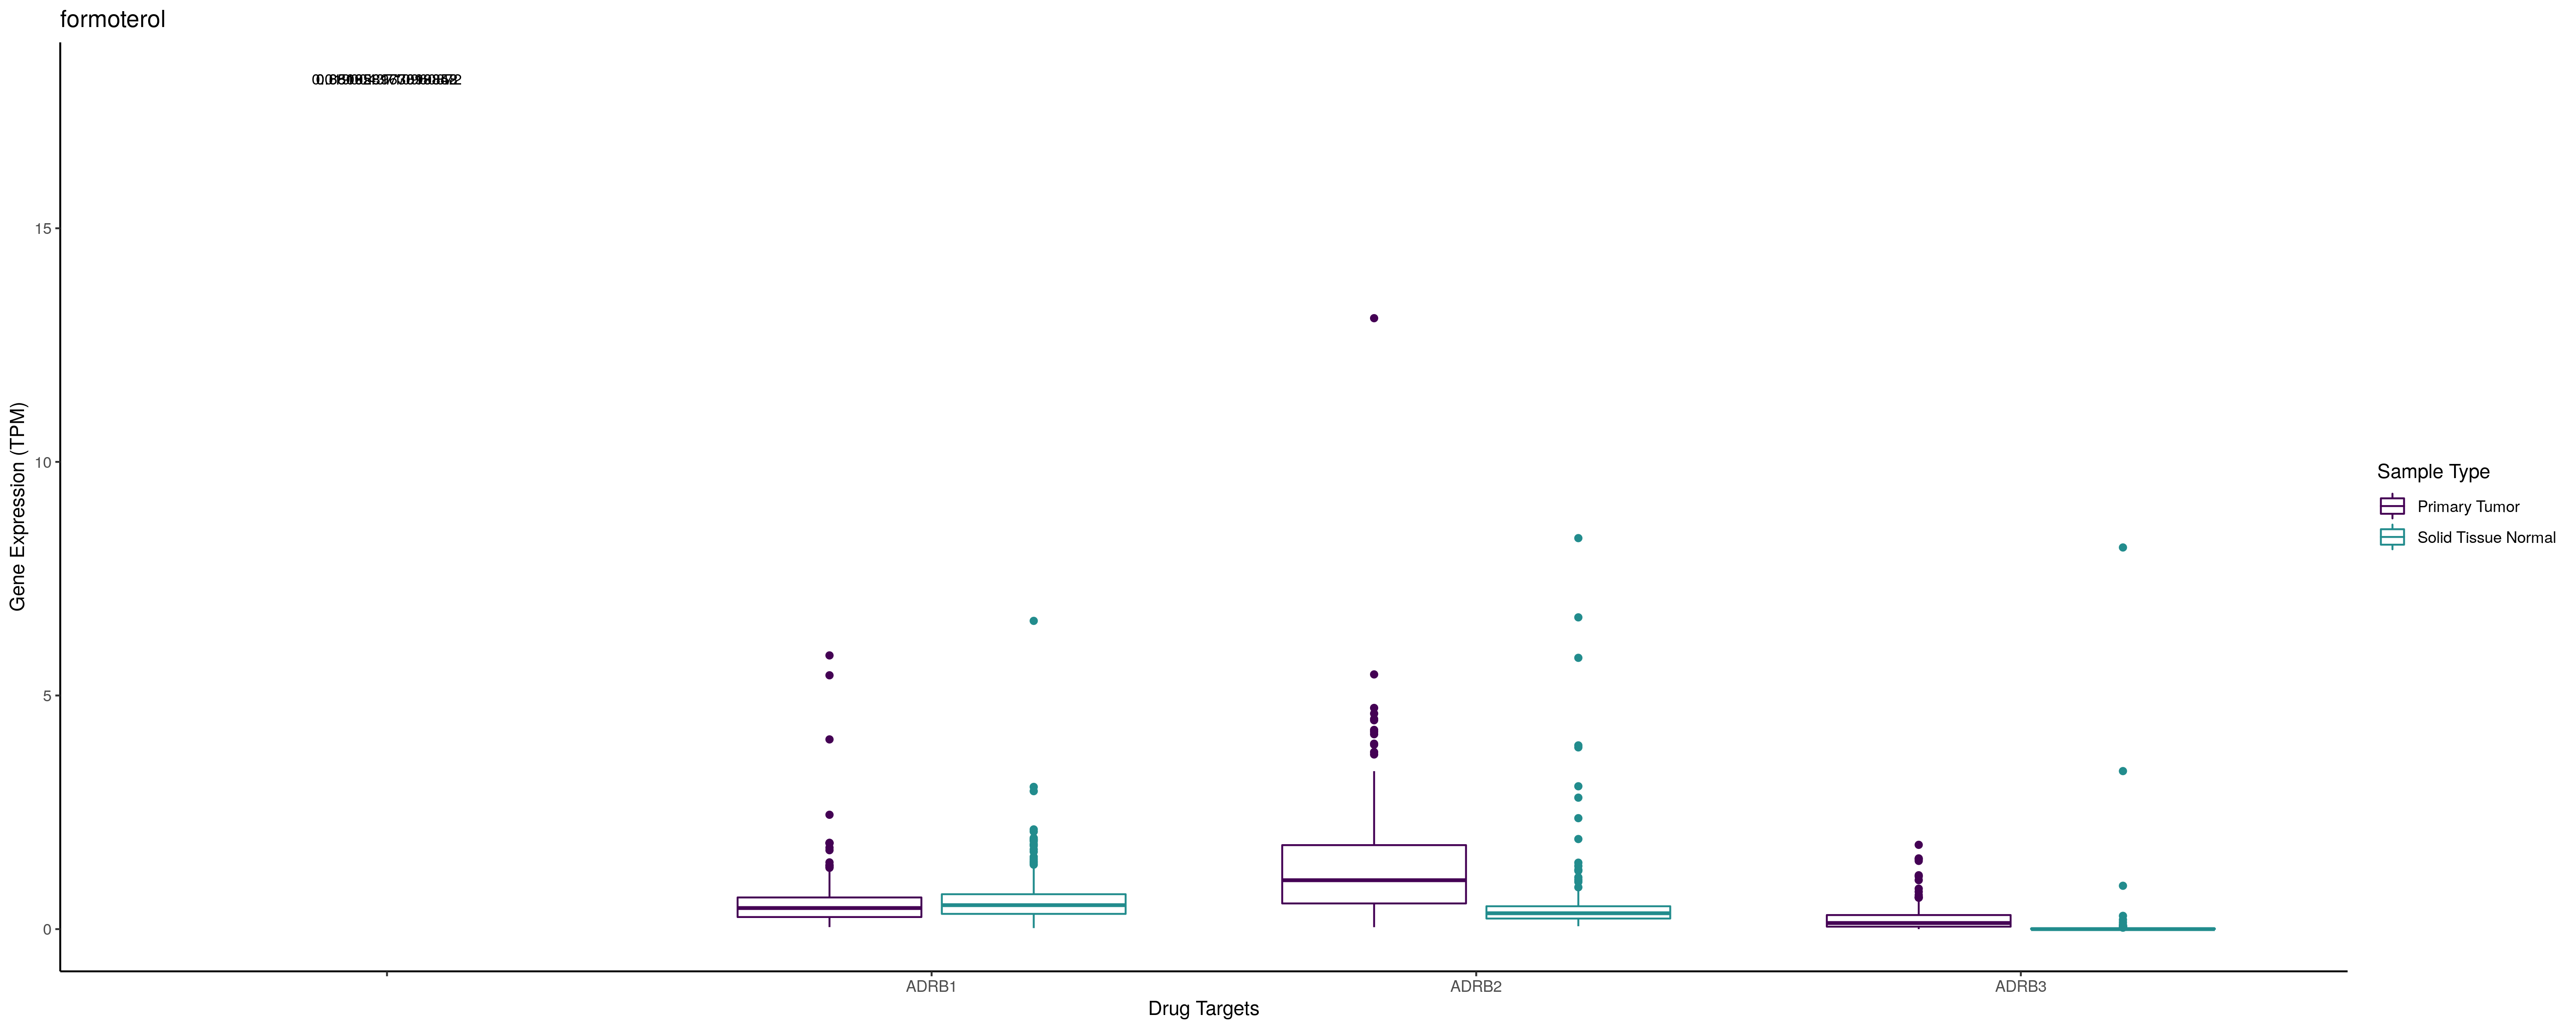 formoterol
15
10
5
0
Gene Expression (TPM)
ADRB1
ADRB2
ADRB3
Drug Targets
Sample Type
Primary Tumor
Solid Tissue Normal